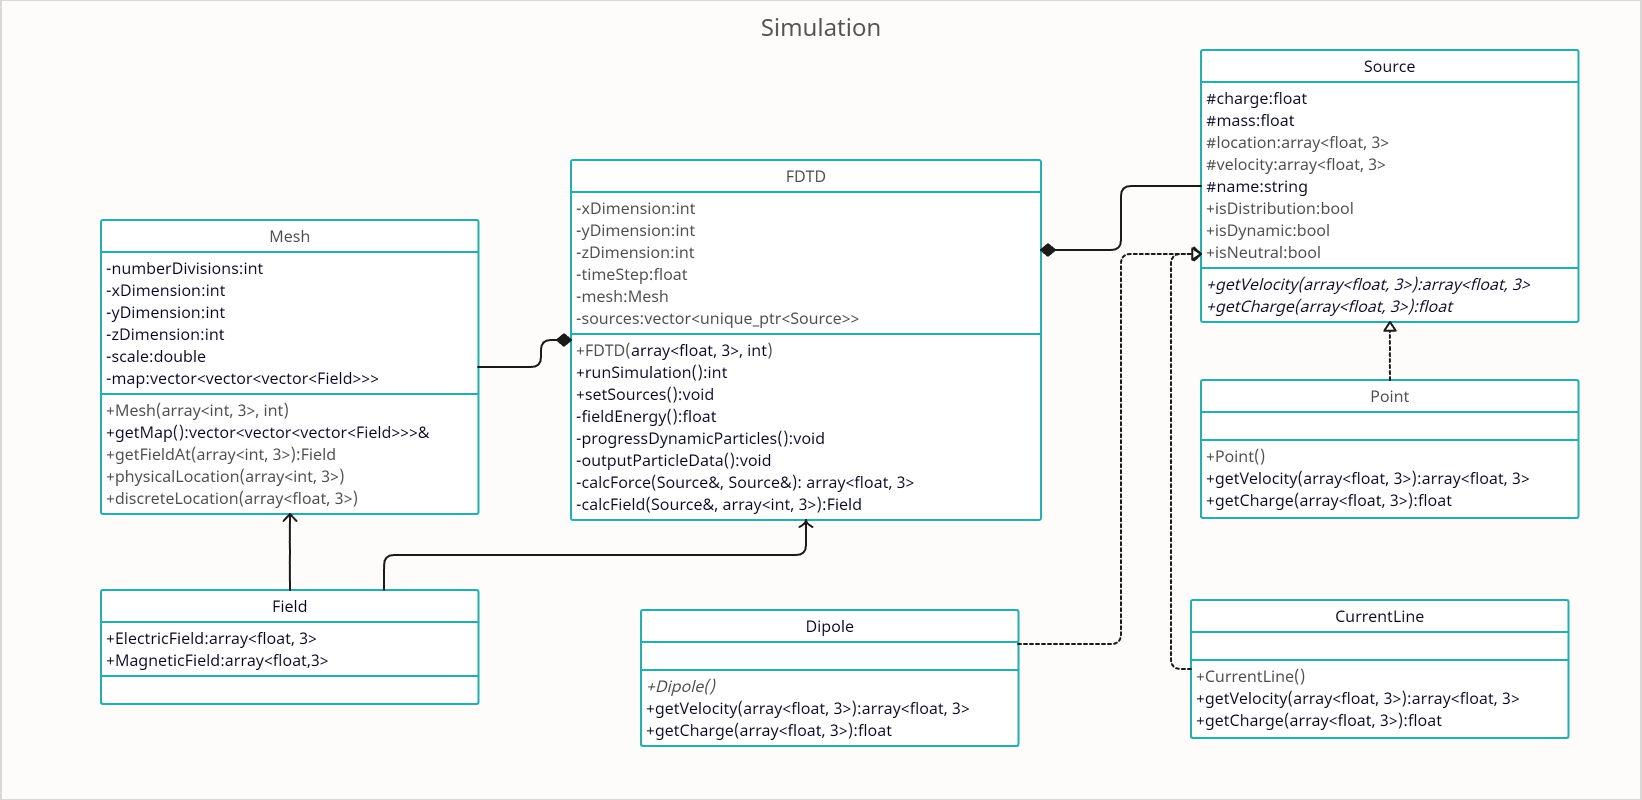 Simulation
Source
#charge:float
#mass:float
#location:array<float, 3>
#velocity:array<float, 3>
#name:string
+isDistribution:bool
+isDynamic:bool
+isNeutral:bool
+getVelocity(array<float, 3>):array<float, 3>
+getCharge(array<float, 3>):float
FDTD
-xDimension:int
-yDimension:int
-zDimension:int
-timeStep:float
-mesh:Mesh
-sources:vector<unique_ptr<Source>>
+FDTD(array<float, 3>, int)
+runSimulation():int
+setSources():void
-fieldEnergy():float
-progressDynamicParticles():void
-outputParticleData():void
-calcForce(Source&, Source&): array<float, 3>
-calcField(Source&, array<int, 3>):Field
Mesh
-numberDivisions:int
-xDimension:int
-yDimension:int
-zDimension:int
-scale:double
-map:vector<vector<vector<Field>>>
+Mesh(array<int, 3>, int)
+getMap():vector<vector<vector<Field>>>&
+getFieldAt(array<int, 3>):Field
+physicalLocation(array<int, 3>)
+discreteLocation(array<float, 3>)
Point
+Point()
+getVelocity(array<float, 3>):array<float, 3>
+getCharge(array<float, 3>):float
Field
+ElectricField:array<float, 3>
+MagneticField:array<float,3>
Dipole
+Dipole()
+getVelocity(array<float, 3>):array<float, 3>
+getCharge(array<float, 3>):float
CurrentLine
+CurrentLine()
+getVelocity(array<float, 3>):array<float, 3>
+getCharge(array<float, 3>):float